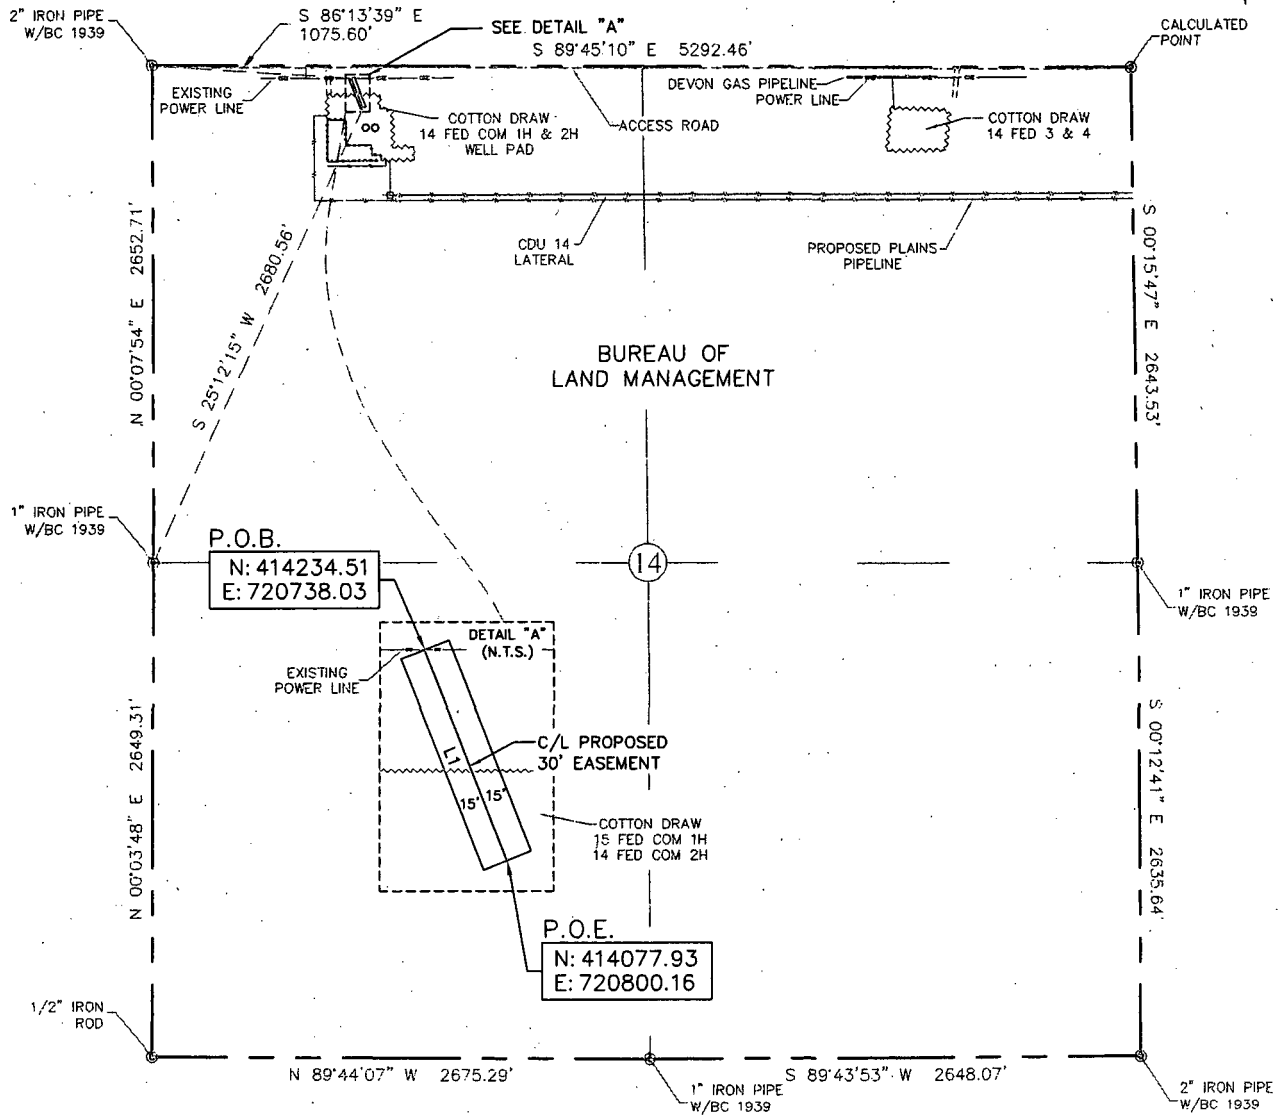 2" IRON PIPE
W/BC 1939
S 86°13'39" E
1075.60'
SEE DETAIL "A"
S 89°45'10" E 5292.46'
CALCULATED
POINT
EXISTING
POWER LINE
COTTON DRAW
14 FED COM 1H & 2H
WELL PAD
ACCESS ROAD
DEVON GAS PIPELINE
POWER LINE
COTTON DRAW
14 FED 3 & 4
N 00°07'54" E 2652.71'
S 25°12'15" W 2680.56'
CDU 14
LATERAL
PROPOSED PLAINS
PIPELINE
S 00°15'47" E 2643.53'
BUREAU OF
LAND MANAGEMENT
1" IRON PIPE
W/BC 1939
P.O.B.
N: 414234.51
E: 720738.03
14
1" IRON PIPE
W/BC 1939
DETAIL "A"
(N.T.S.)
EXISTING
POWER LINE
N 00°03'48" E 2649.31'
L1
C/L PROPOSED
30' EASEMENT
15' 15'
COTTON DRAW
15 FED COM 1H
14 FED COM 2H
S 00°12'41" E 2635.64'
P.O.E.
N: 414077.93
E: 720800.16
1/2" IRON
ROD
N 89°44'07" W 2675.29'
1" IRON PIPE
W/BC 1939
S 89°43'53" W 2648.07'
2" IRON PIPE
W/BC 1939